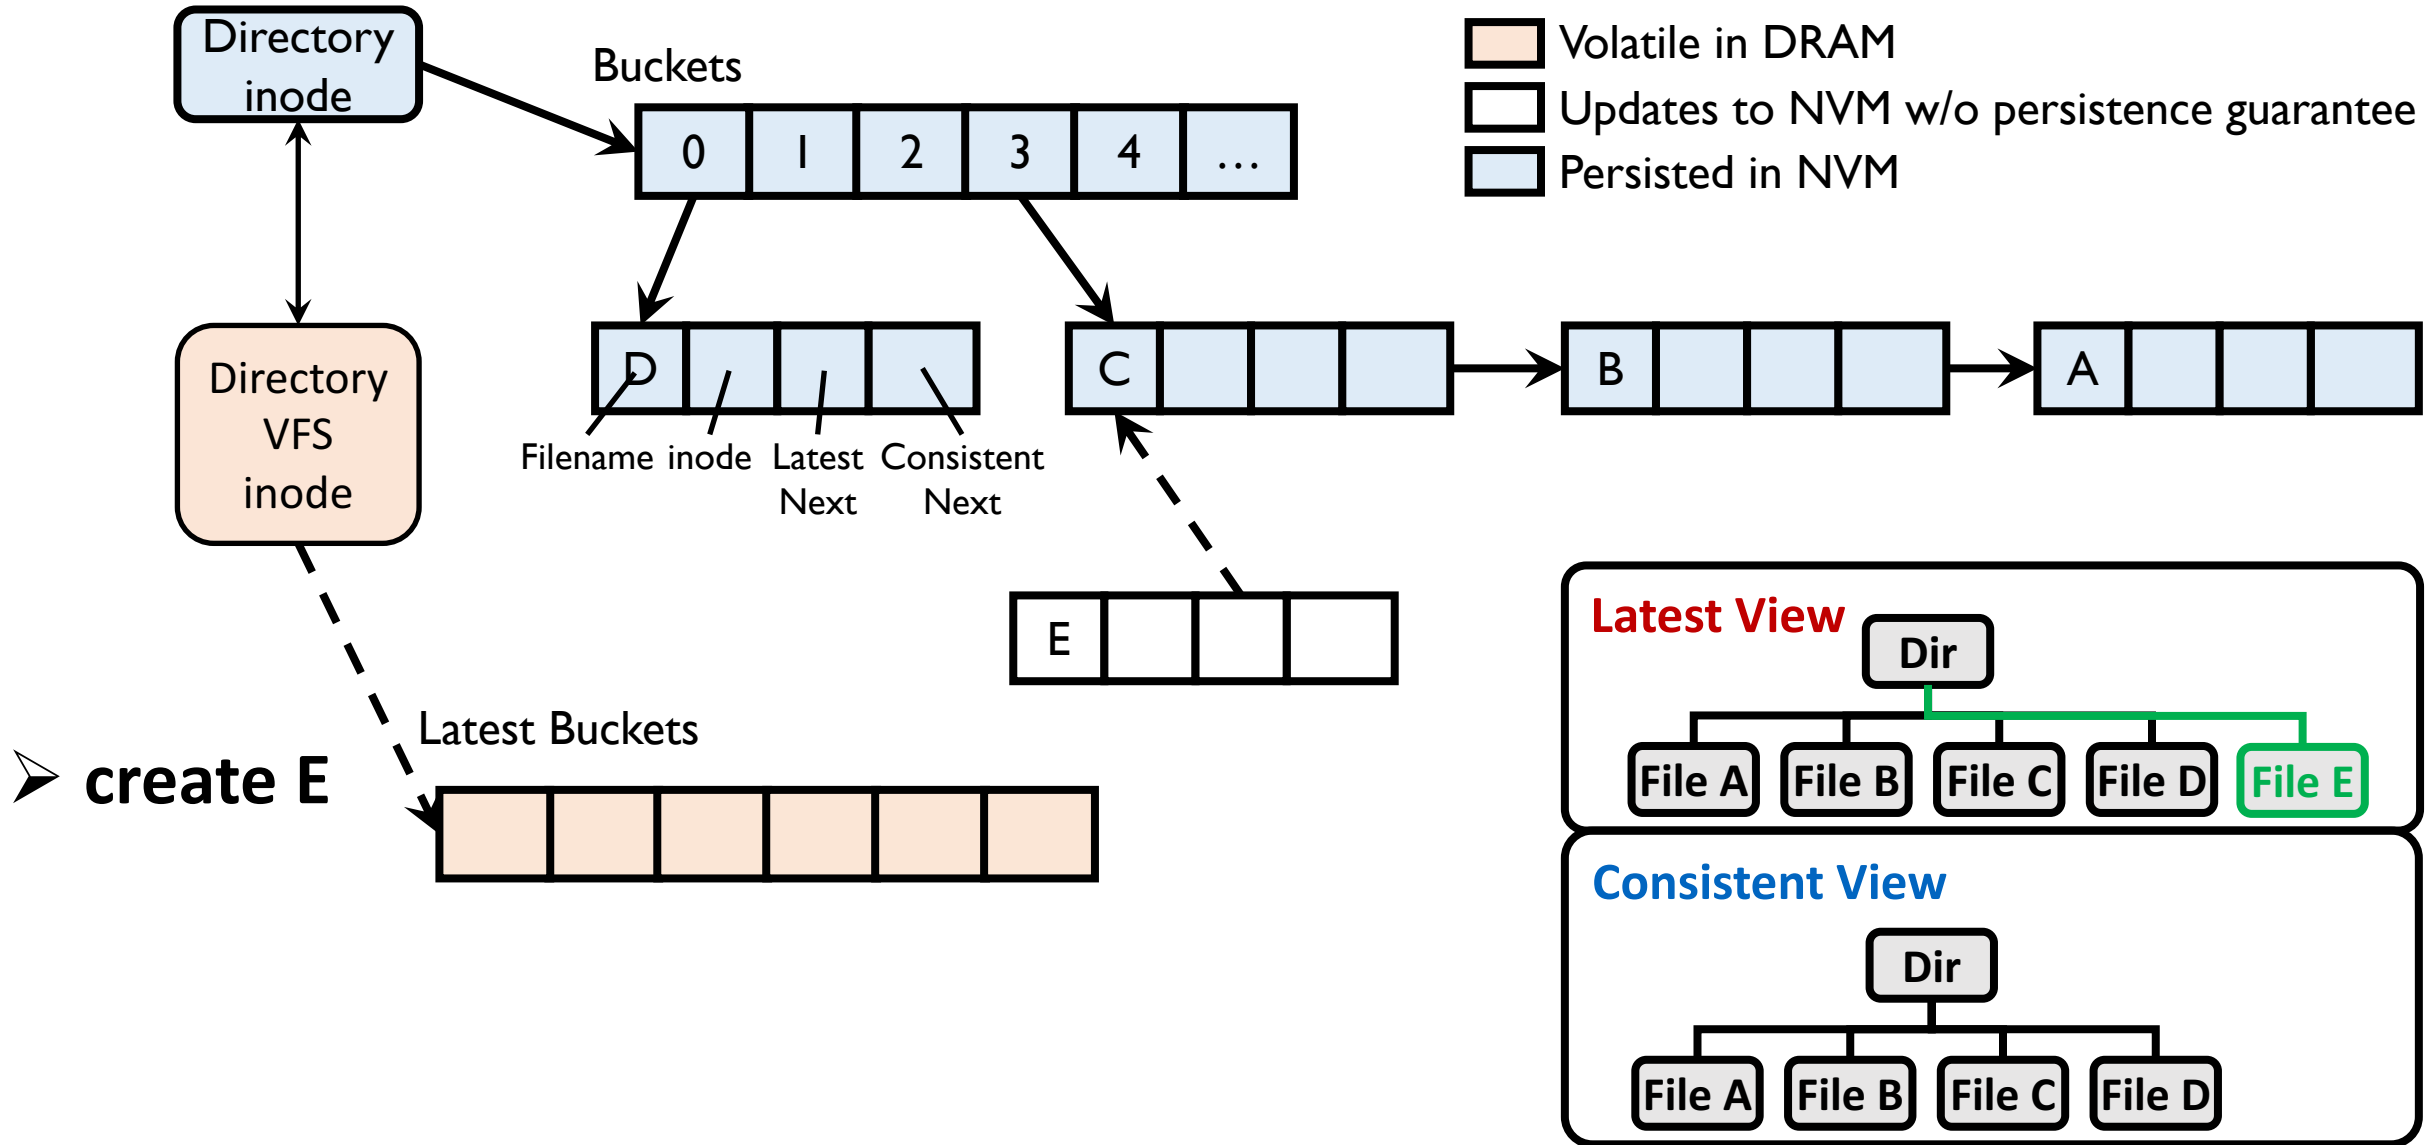 Directory
inode
Buckets
0 1 2 3 4 ...
Volatile in DRAM
Updates to NVM w/o persistence guarantee
Persisted in NVM
Directory
VFS
inode
D
C
B
A
Filename inode Latest Consistent
Next Next
E
Latest Buckets
➢ create E
Latest View
Dir
File A File B File C File D File E
Consistent View
Dir
File A File B File C File D